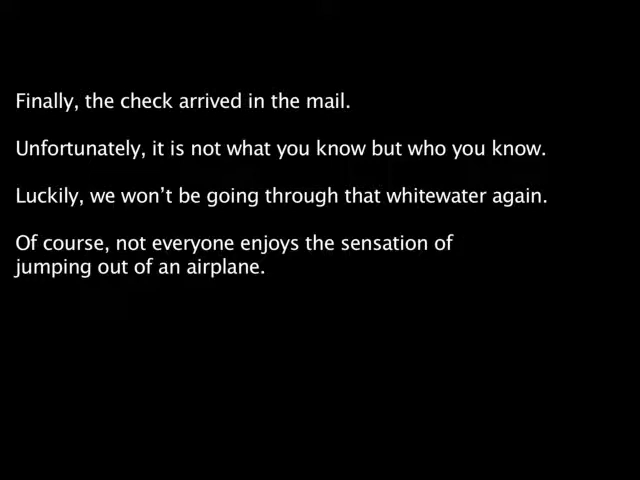 Finally, the check arrived in the mail.
Unfortunately, it is not what you know but who you know.
Luckily, we won’t be going through that whitewater again.
Of course, not everyone enjoys the sensation of
jumping out of an airplane.